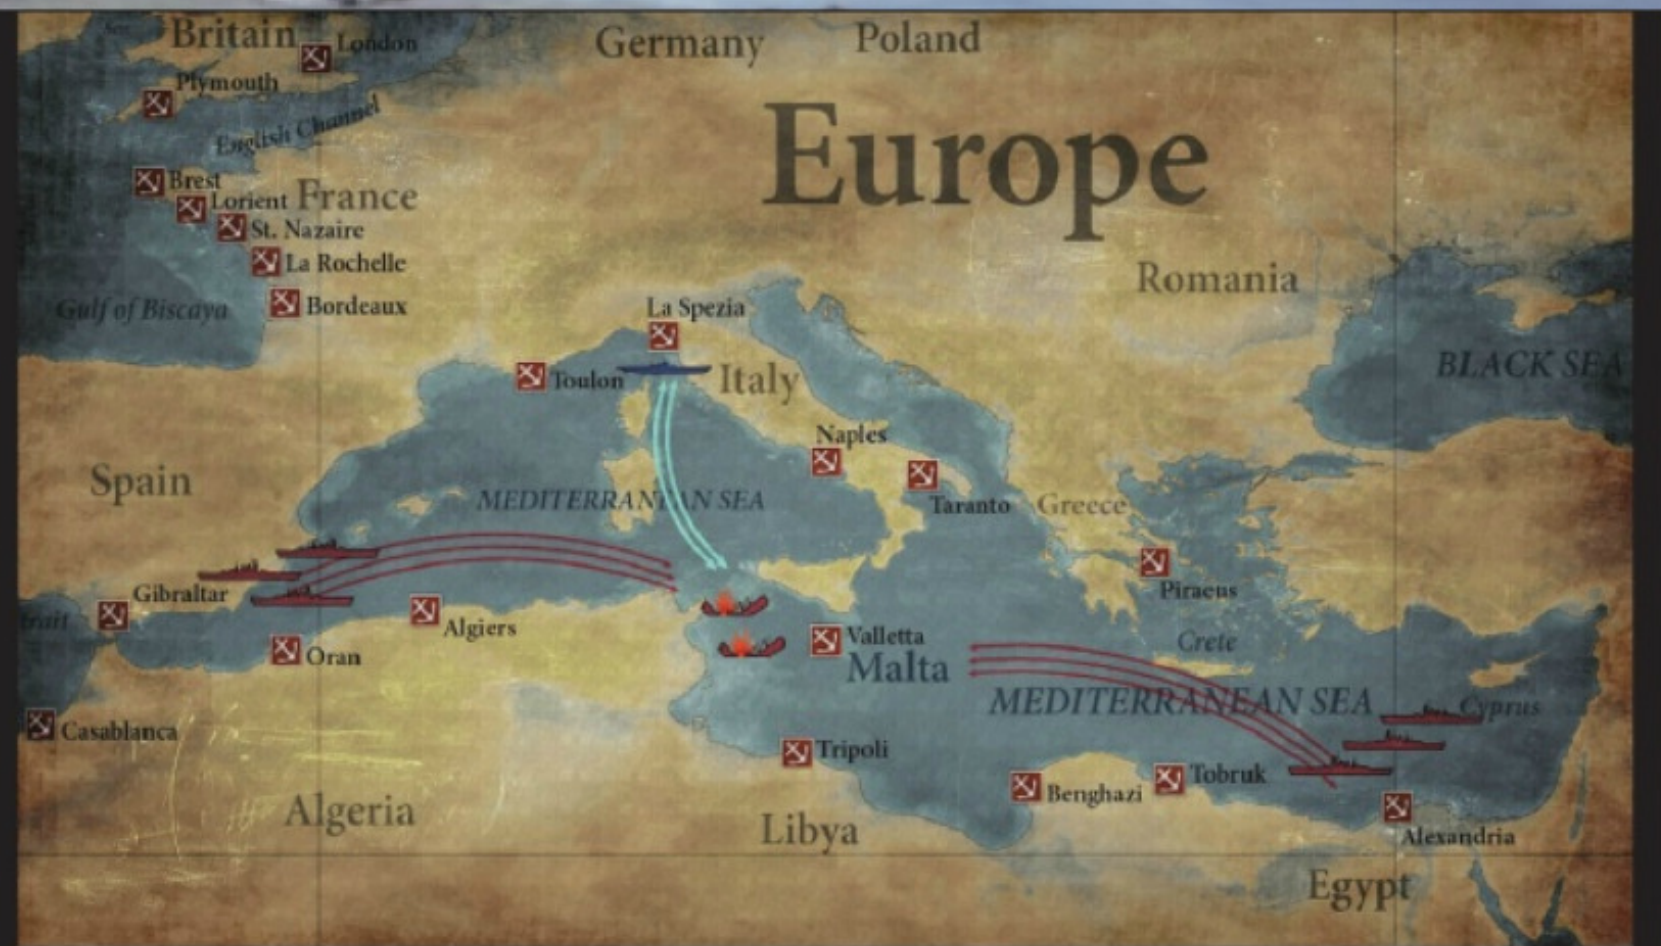 Britain
London
Germany
Poland
Plymouth
English Channel
Europe
Brest
Lorient
France
St. Nazaire
La Rochelle
Romania
Gulf of Biscaya
Bordeaux
La Spezia
BLACK SEA
Toulon
Italy
Naples
Spain
MEDITERRANEAN SEA
Taranto
Greece
Gibraltar
Piraeus
trait
Algiers
Valletta
Crete
Oran
Malta
MEDITERRANEAN SEA
Cyprus
Casablanca
Tripoli
Tobruk
Benghazi
Algeria
Libya
Alexandria
Egypt